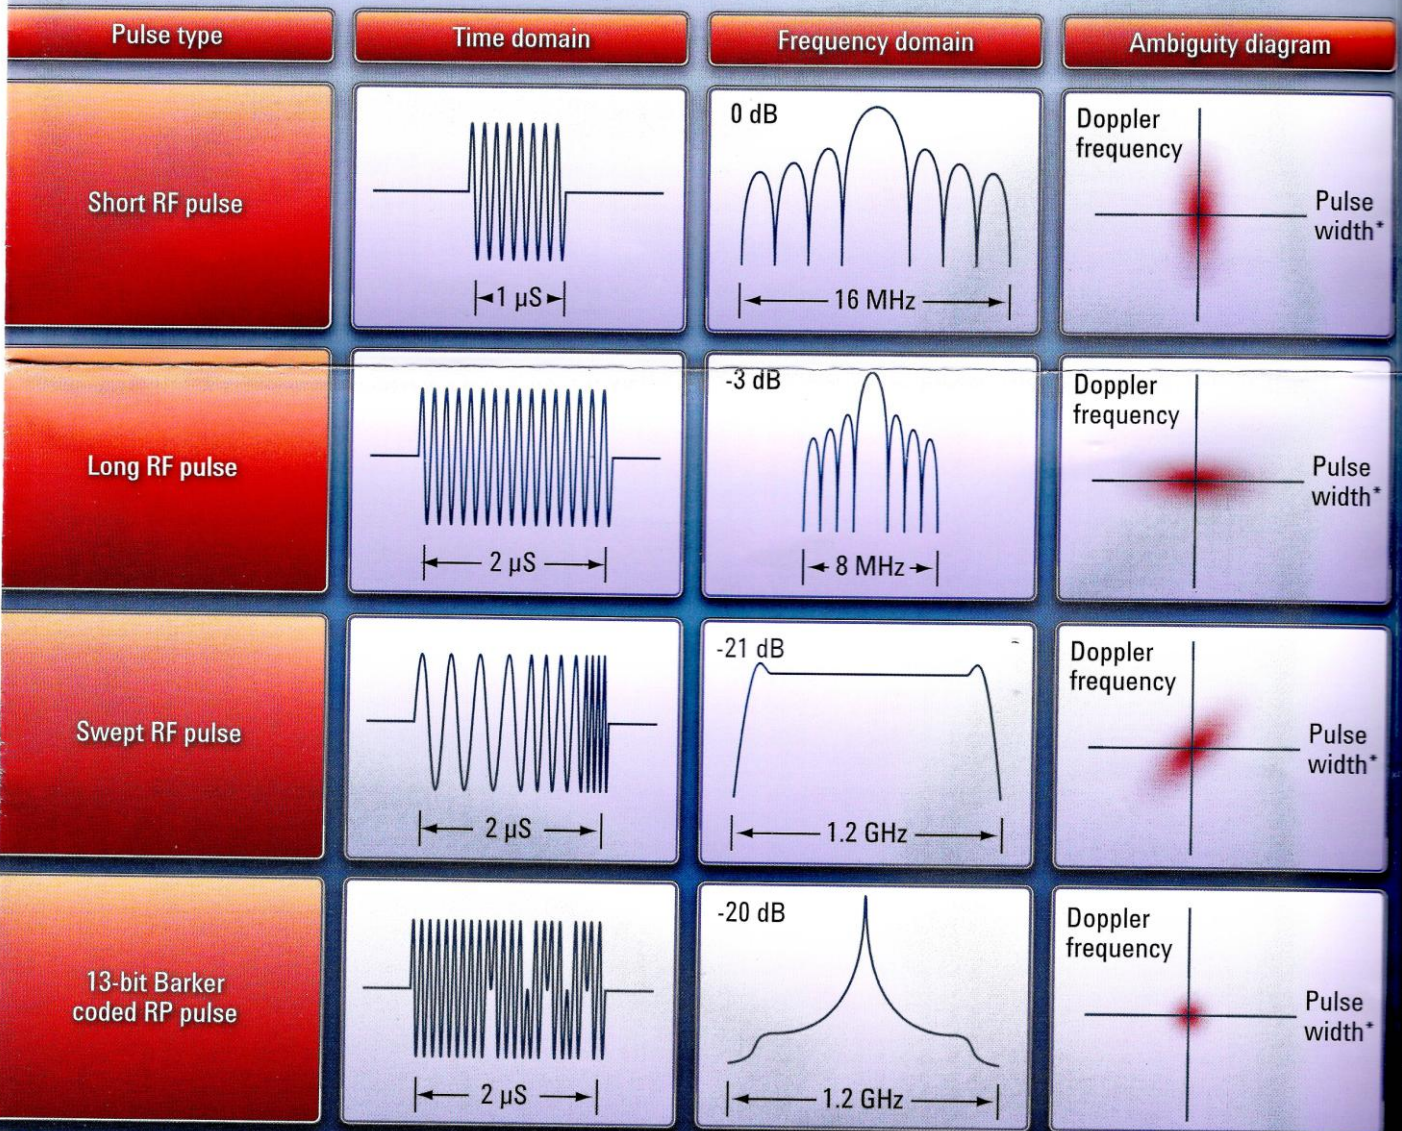 Pulse type
Time domain
Frequency domain
Ambiguity diagram
Short RF pulse
1 µS
0 dB
16 MHz
Doppler
frequency
Pulse
width*
Long RF pulse
2 µS
-3 dB
8 MHz
Doppler
frequency
Pulse
width*
Swept RF pulse
2 µS
-21 dB
1.2 GHz
Doppler
frequency
Pulse
width*
13-bit Barker
coded RP pulse
2 µS
-20 dB
1.2 GHz
Doppler
frequency
Pulse
width*